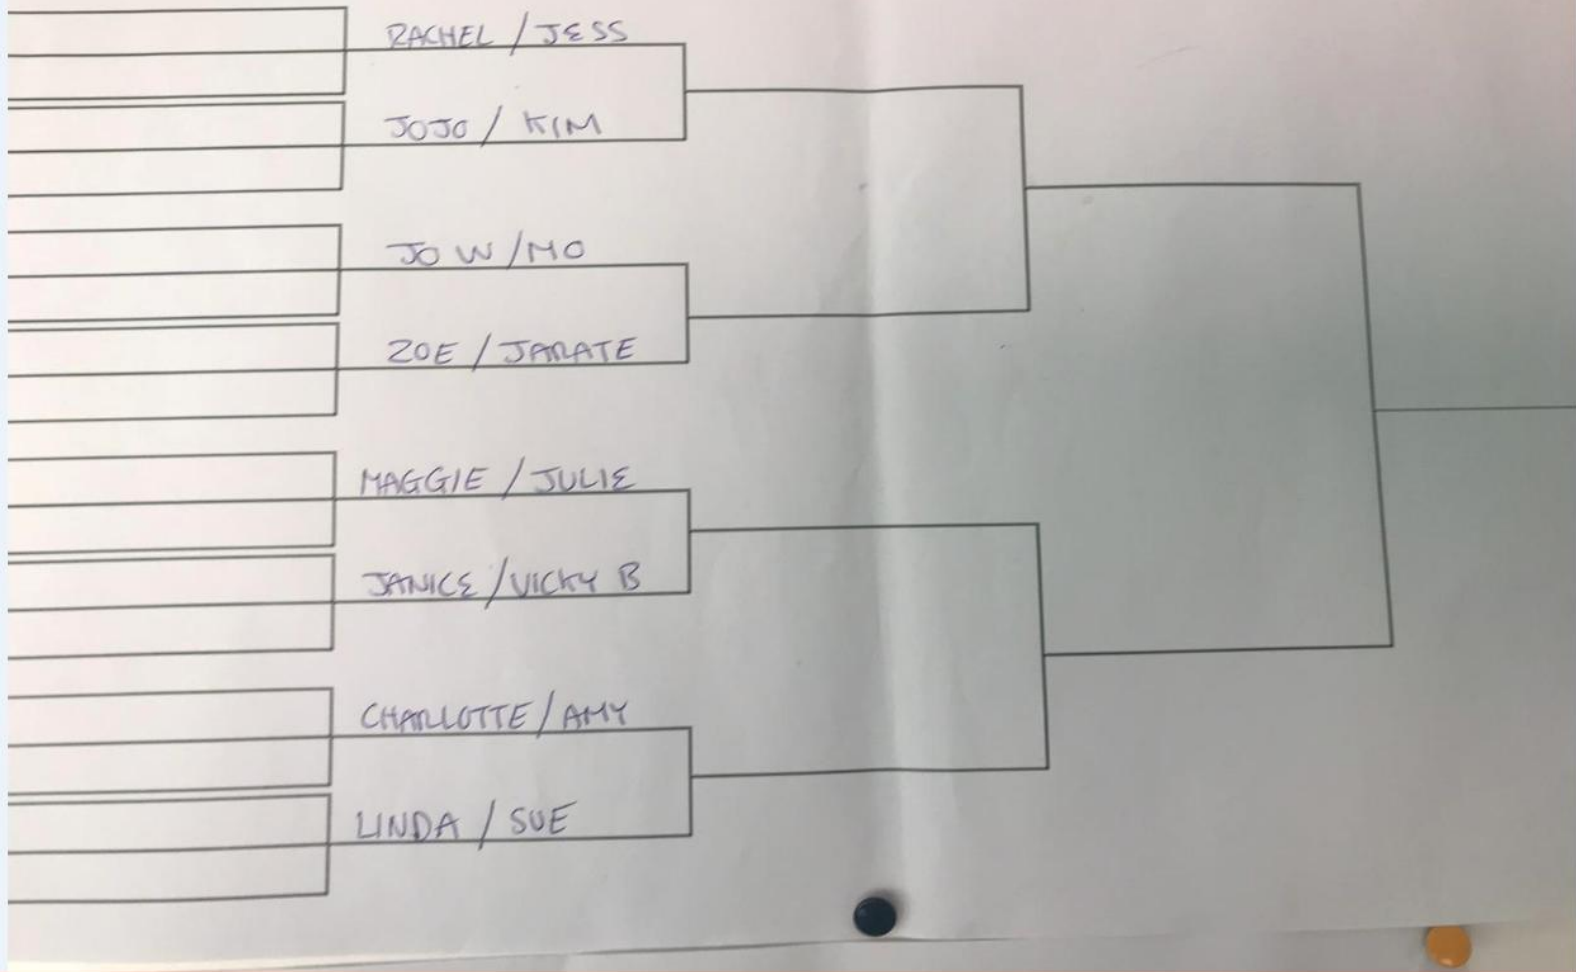 RACHEL / JESS
JOJO / KIM
JO W / MO
ZOE / JARATE
MAGGIE / JULIE
JANICE / VICKY B
CHARLOTTE / AMY
LINDA / SUE